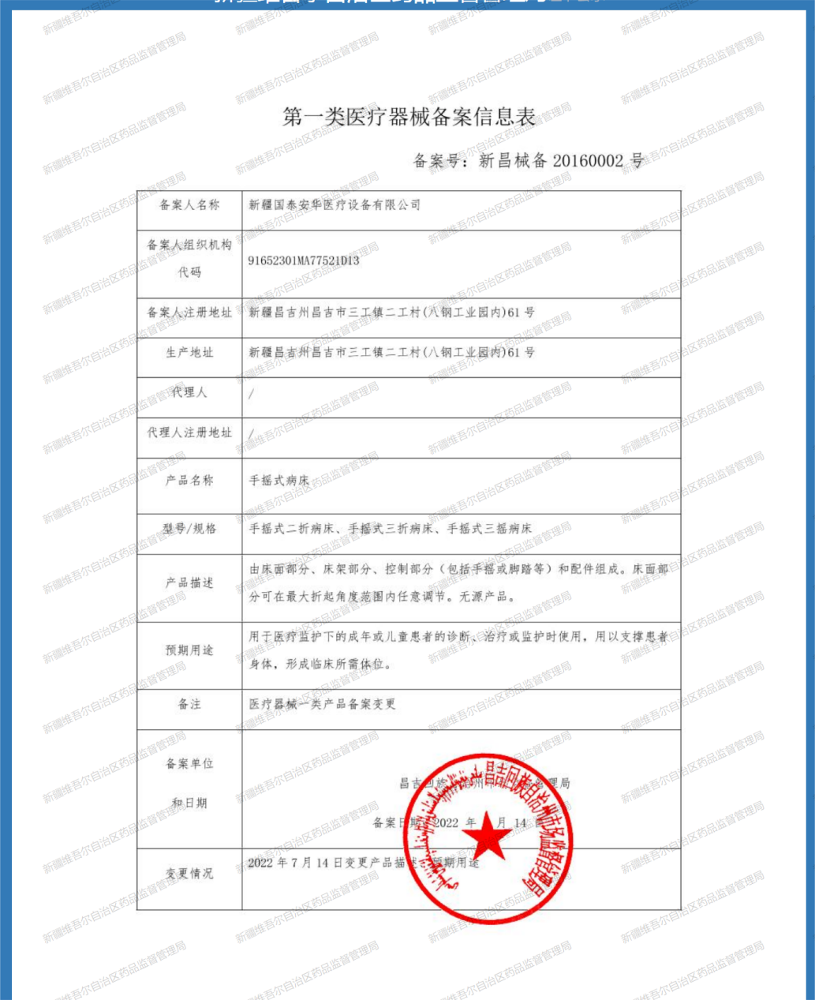 第一类医疗器械备案信息表
备案号：新昌械备 20160002 号
备案人名称
新疆国泰安华医疗设备有限公司
备案人组织机构
代码
91652301MA77521D13
备案人注册地址
新疆昌吉州昌吉市三工镇二工村(八钢工业园内)61 号
生产地址
新疆昌吉州昌吉市三工镇二工村(八钢工业园内)61 号
代理人
/
代理人注册地址
/
产品名称
手摇式病床
型号/规格
手摇式二折病床、手摇式三折病床、手摇式三摇病床
产品描述
由床面部分、床架部分、控制部分（包括手摇或脚踏等）和配件组成。床面部
分可在最大折起角度范围内任意调节。无源产品。
预期用途
用于医疗监护下的成年或儿童患者的诊断、治疗或监护时使用，用以支撑患者
身体，形成临床所需体位。
备注
医疗器械一类产品备案变更
备案单位
和日期
昌吉回族自治州市场监督管理局
备案日期：2022 年 月 14 日
变更情况
2022 年 7 月 14 日变更产品描述、预期用途
昌吉回族自治州市场监督管理局
新疆维吾尔自治区药品监督管理局